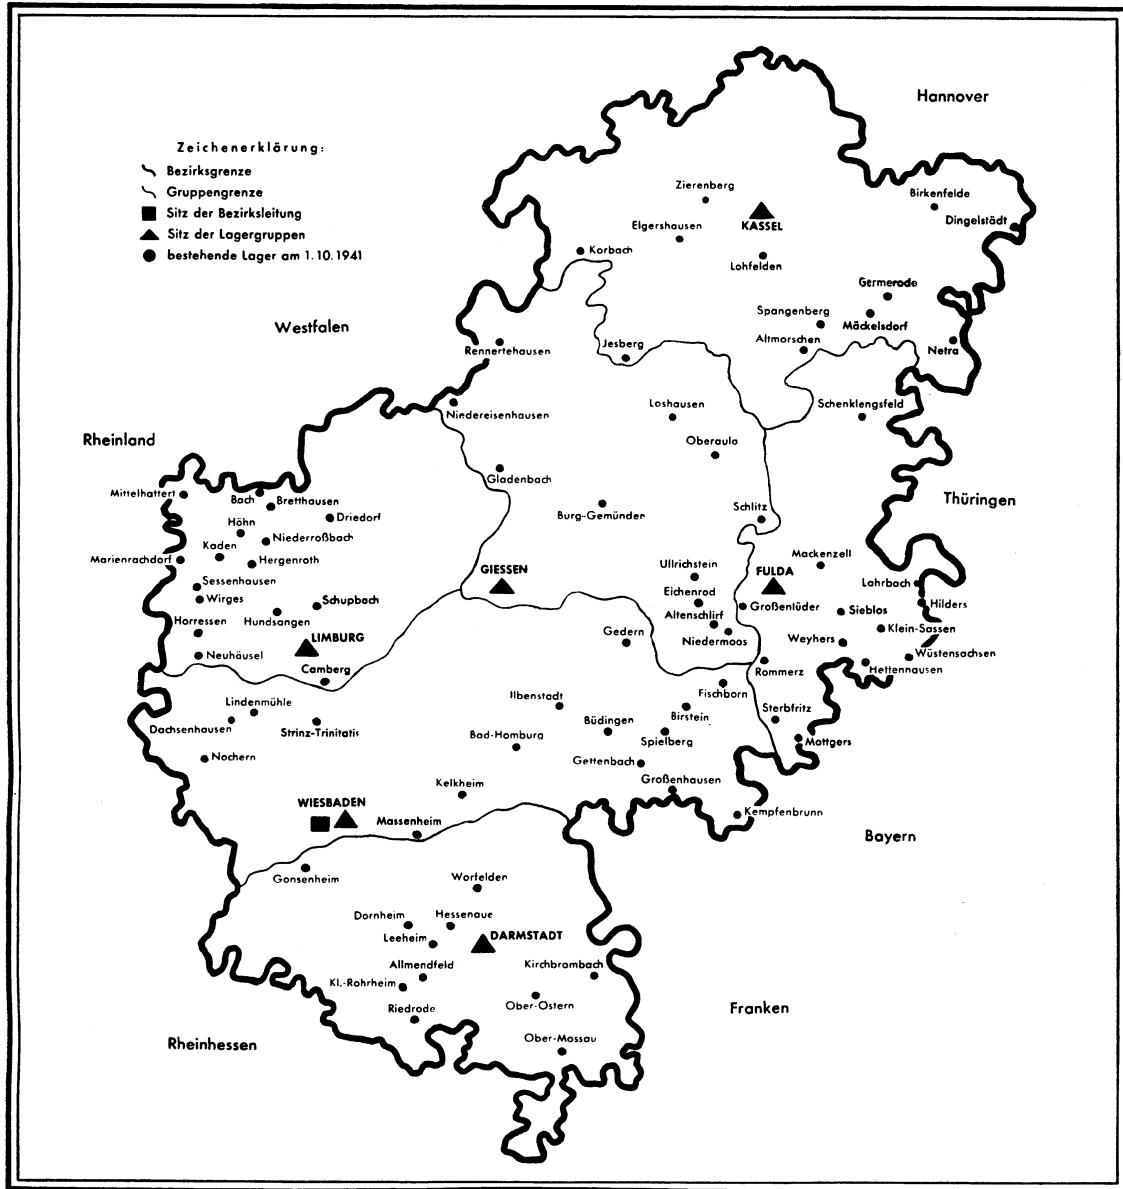 Hannover
Zeichenerklärung:
Bezirksgrenze
Gruppengrenze
Sitz der Bezirksleitung
Sitz der Lagergruppen
bestehende Lager am 1.10.1941
Zierenberg
Birkenfelde
KASSEL
Dingelstädt
Elgershausen
Korbach
Lohfelden
Germerode
Spangenberg
Mäckelsdorf
Westfalen
Altmorschen
Jesberg
Netra
Rennertehausen
Niedereisenhausen
Loshausen
Schenklengsfeld
Rheinland
Oberaula
Gladenbach
Mittelhattert
Bach
Bretthausen
Thüringen
Schlitz
Burg-Gemünden
Driedorf
Höhn
Niederroßbach
Kaden
Mackenzell
Marienrachdorf
Hergenroth
Ullrichstein
GIESSEN
FULDA
Sessenhausen
Eichenrod
Lahrbach
Wirges
Schupbach
Großenlüder
Sieblos
Hilders
Horressen
Hundsangen
Altenschlirf
Klein-Sassen
LIMBURG
Gedern
Niedermoos
Weyhers
Neuhäusel
Wüstensachsen
Camberg
Rommerz
Hettenhausen
Fischborn
Lindenmühle
Ilbenstadt
Dachsenhausen
Strinz-Trinitatis
Büdingen
Birstein
Sterbfritz
Bad-Homburg
Spielberg
Mottgers
Nochern
Gettenbach
Großenhausen
Kelkheim
WIESBADEN
Massenheim
Kempfenbrunn
Bayern
Gonsenheim
Worfelden
Dornheim
Hessenaue
Leeheim
DARMSTADT
Allmendfeld
Kirchbrombach
Kl.-Rohrheim
Riedrode
Ober-Ostern
Franken
Ober-Mossau
Rheinhessen